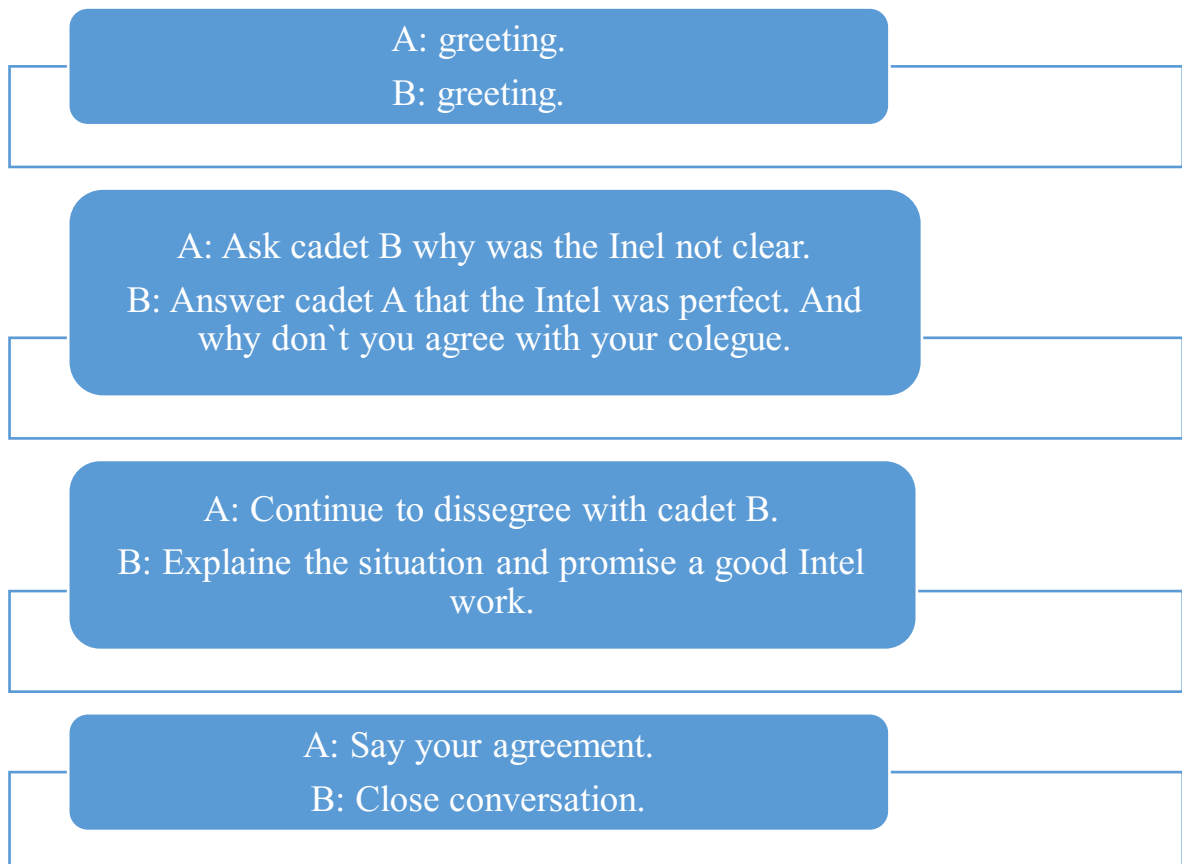 A: greeting.
B: greeting.
A: Ask cadet B why was the Inel not clear.
B: Answer cadet A that the Intel was perfect. And
why don`t you agree with your colegue.
A: Continue to dissegree with cadet B.
B: Explaine the situation and promise a good Intel
work.
A: Say your agreement.
B: Close conversation.